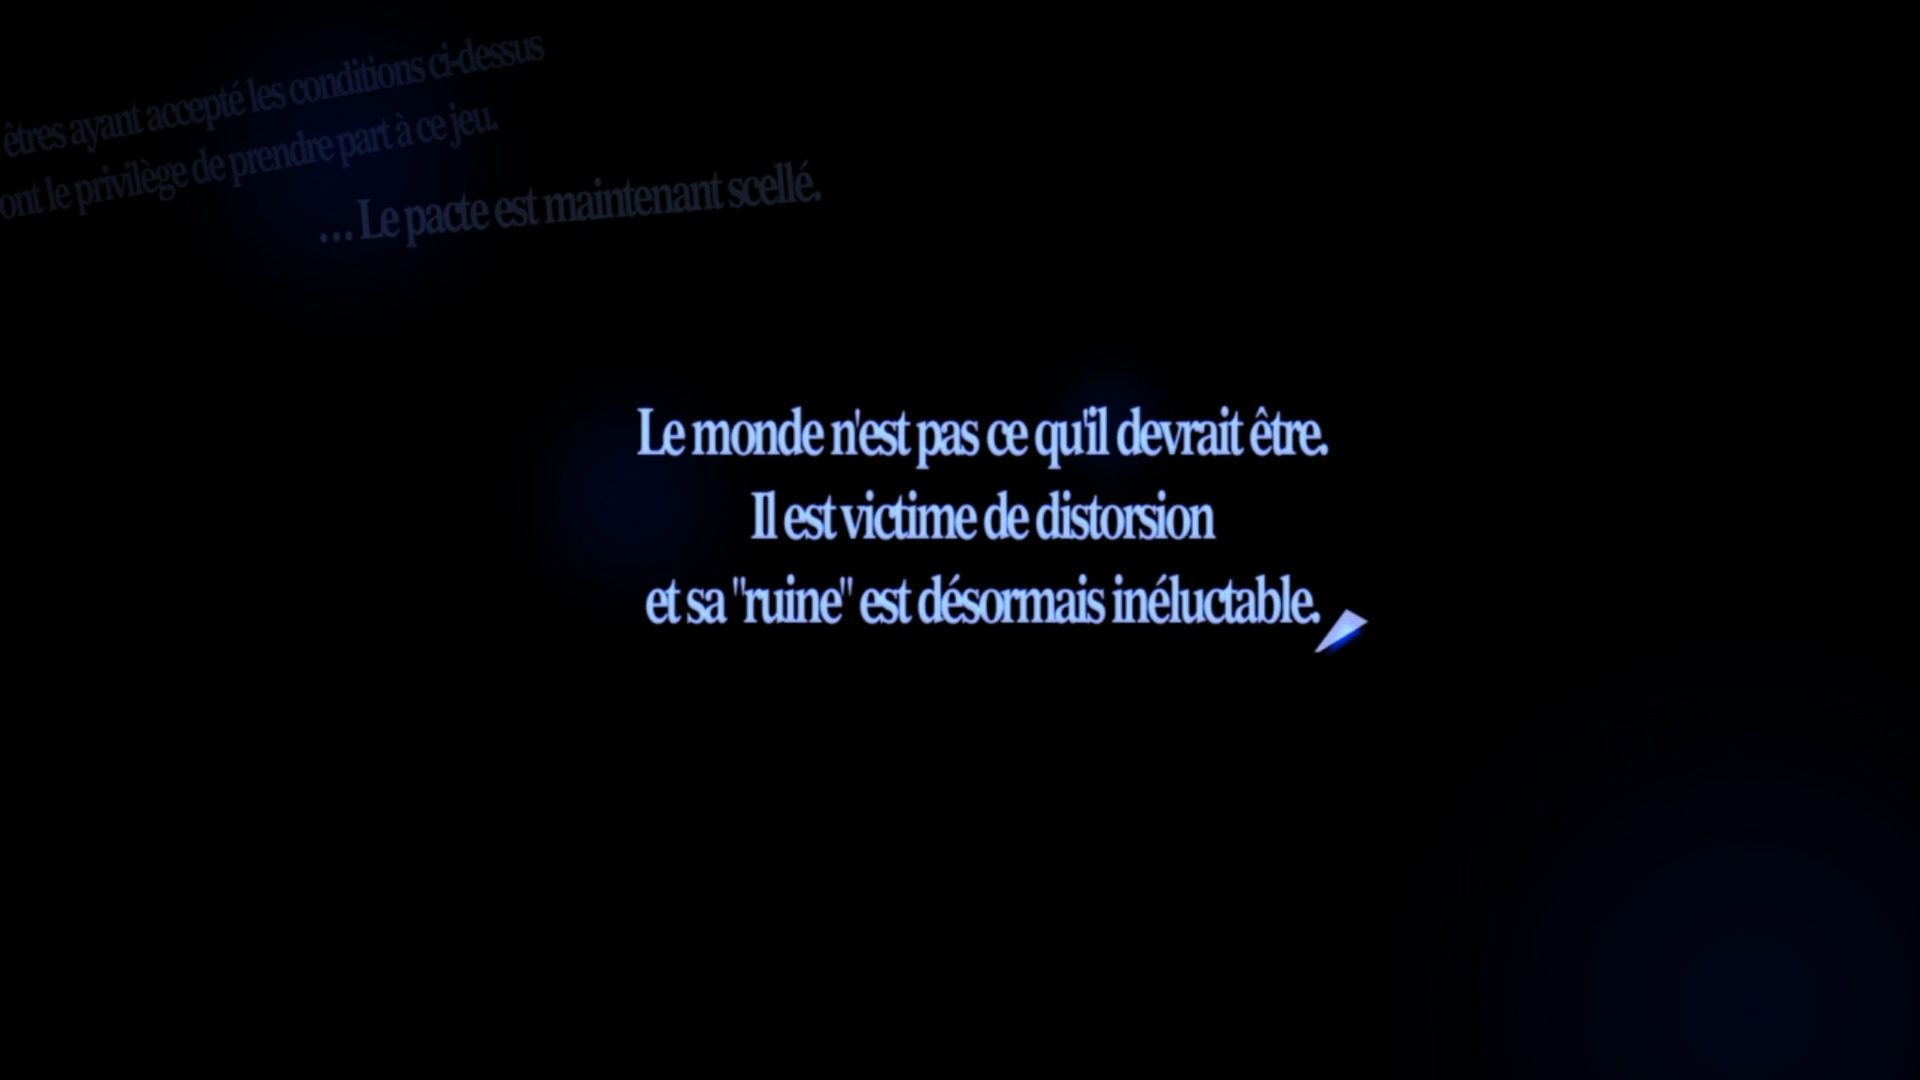 êtres ayant accepté les conditions ci-dessus
ont le privilège de prendre part à ce jeu.
...Le pacte est maintenant scellé.
Le monde n'est pas ce qu'il devrait être.
Il est victime de distorsion
et sa "ruine" est désormais inéluctable.